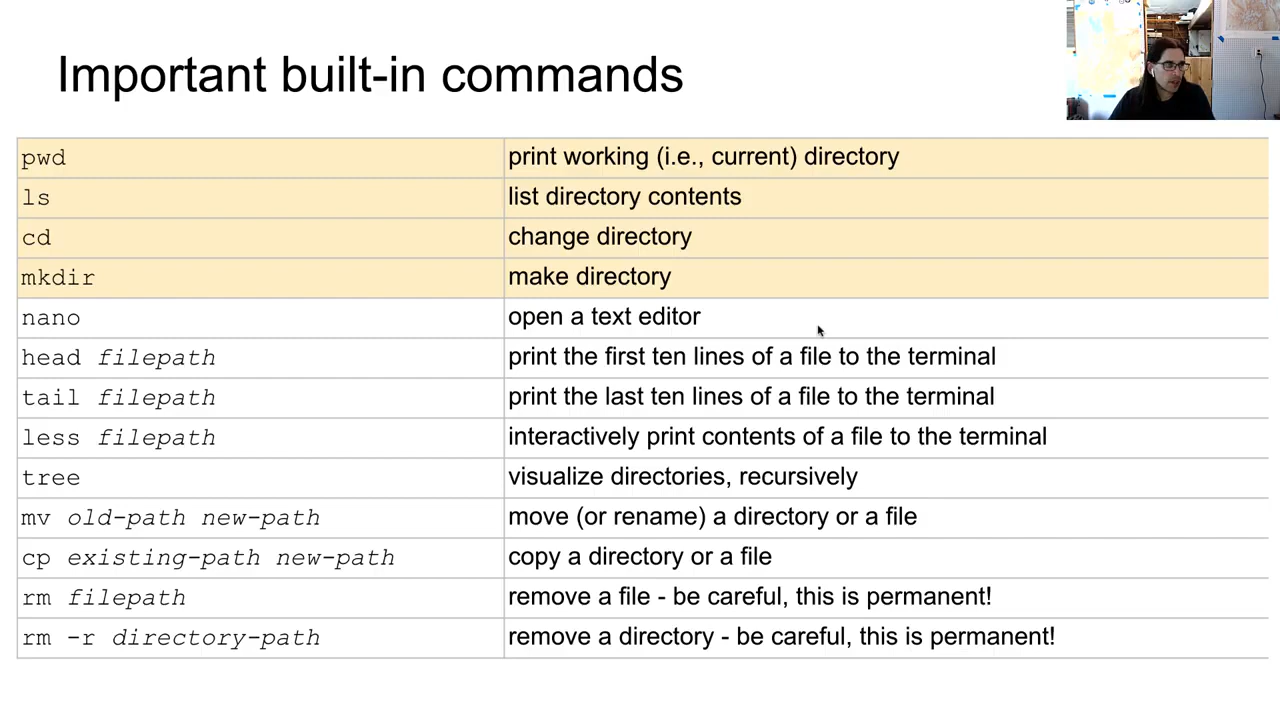 Important built-in commands
pwd print working (i.e., current) directory
ls list directory contents
cd change directory
mkdir make directory
nano open a text editor
head filepath print the first ten lines of a file to the terminal
tail filepath print the last ten lines of a file to the terminal
less filepath interactively print contents of a file to the terminal
tree visualize directories, recursively
mv old-path new-path move (or rename) a directory or a file
cp existing-path new-path copy a directory or a file
rm filepath remove a file - be careful, this is permanent!
rm -r directory-path remove a directory - be careful, this is permanent!